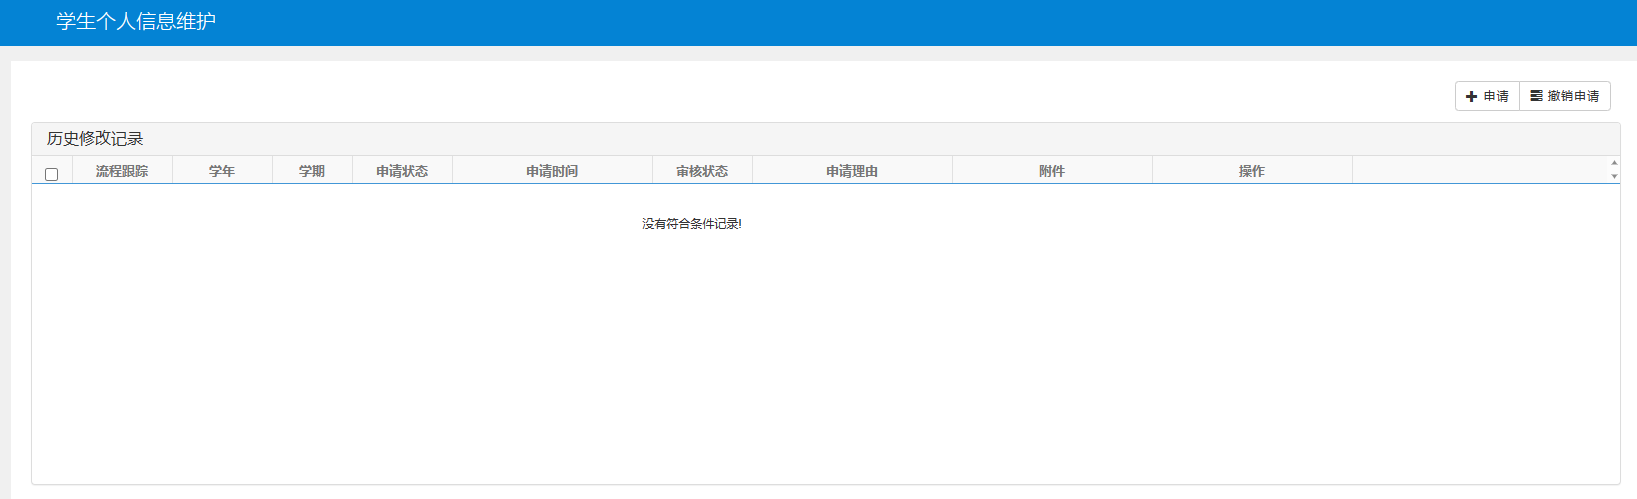 学生个人信息维护
申请 撤销申请
历史修改记录
流程跟踪 学年 学期 申请状态 申请时间 审核状态 申请理由 附件 操作
没有符合条件记录!